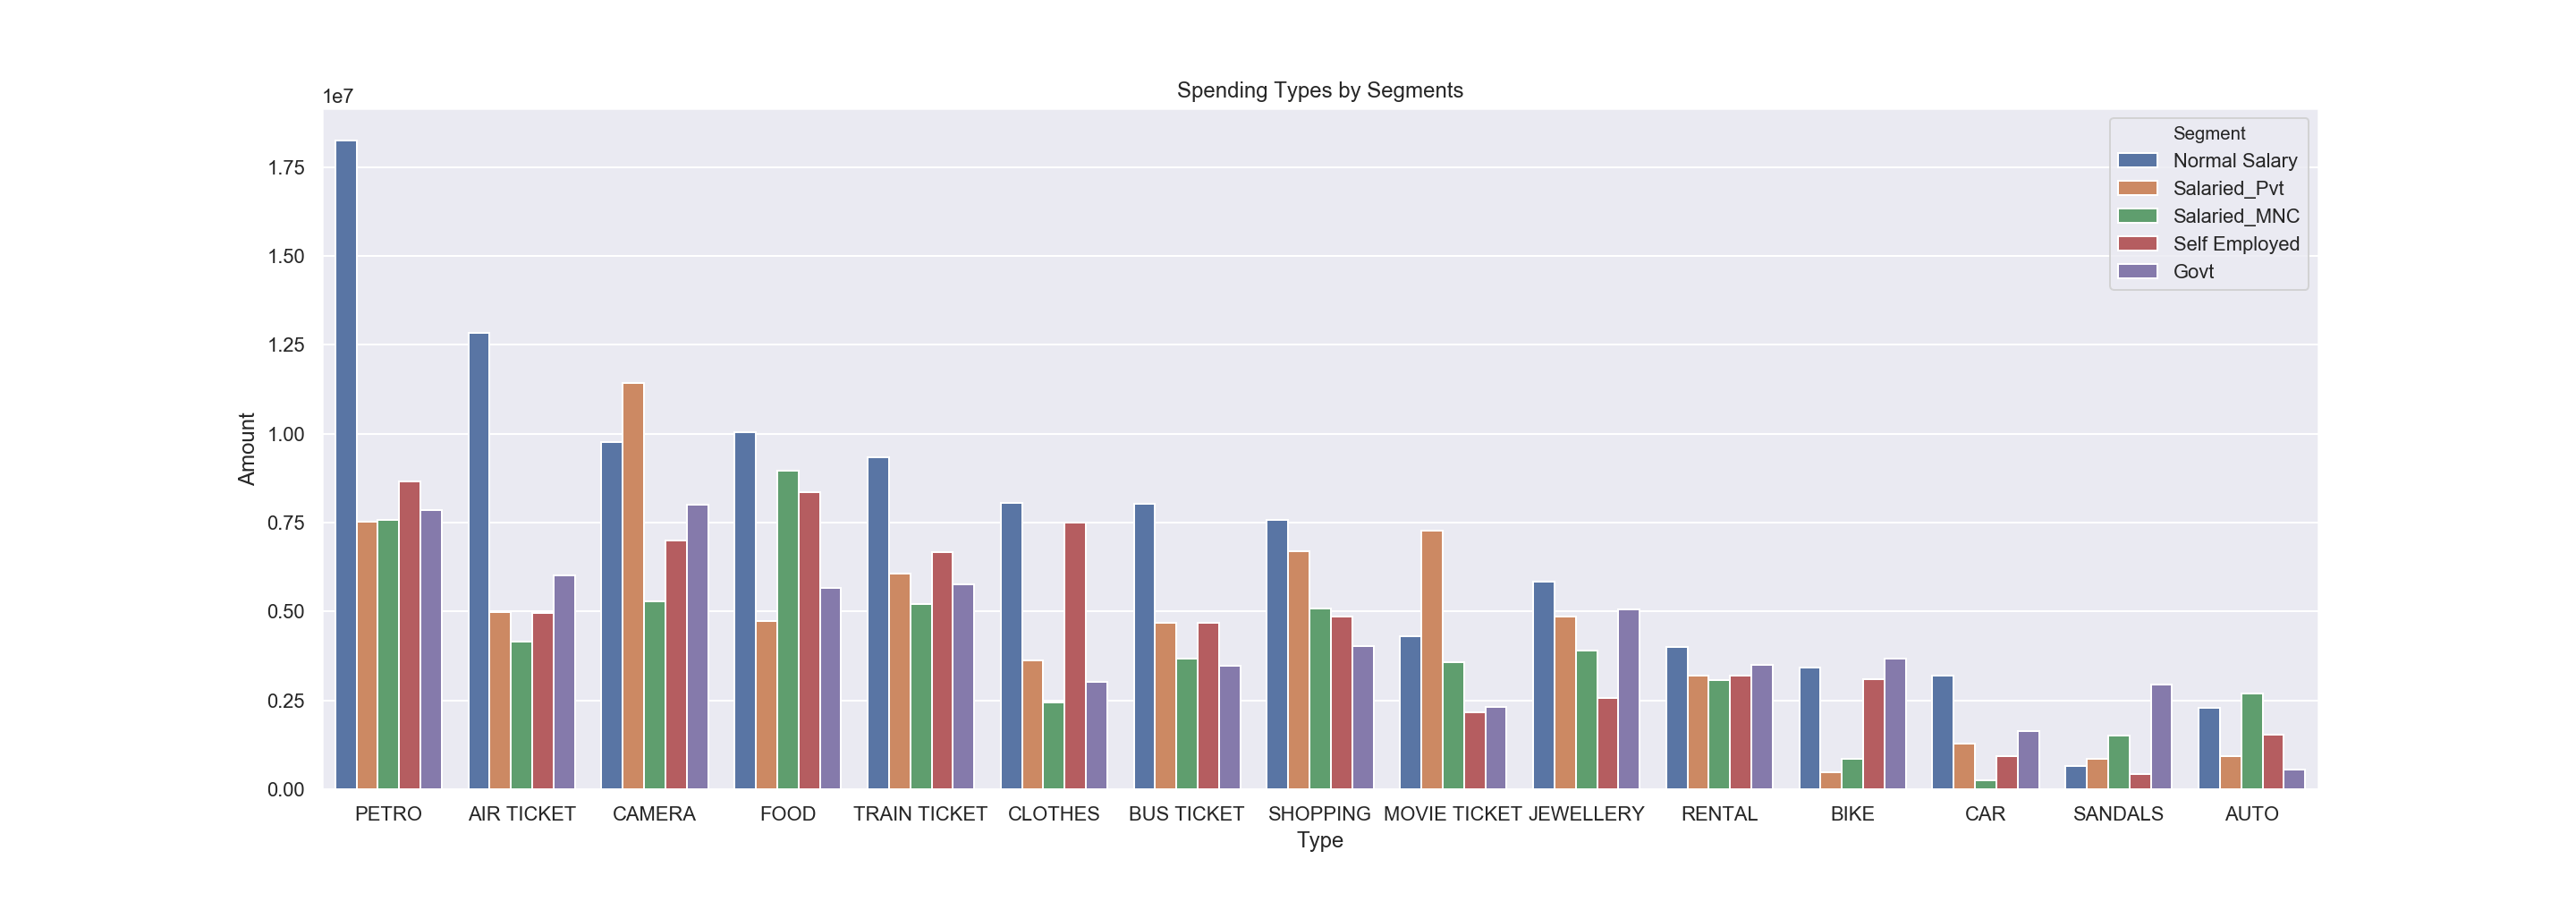 Spending Types by Segments
1e7
Segment
Normal Salary
Salaried_Pvt
Salaried_MNC
Self Employed
Govt
1.75
1.50
1.25
1.00
0.75
0.50
0.25
0.00
Amount
PETRO AIR TICKET CAMERA FOOD TRAIN TICKET CLOTHES BUS TICKET SHOPPING MOVIE TICKET JEWELLERY RENTAL BIKE CAR SANDALS AUTO
Type